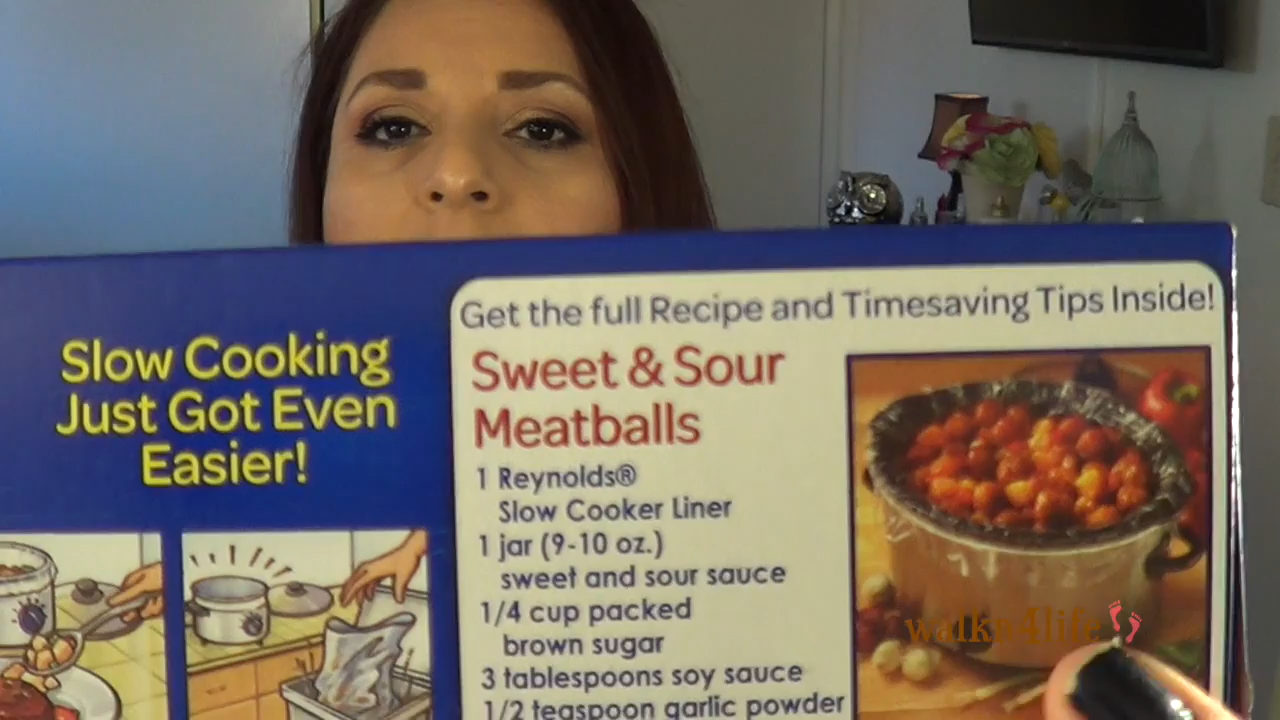 Slow Cooking
Just Got Even
Easier!
Get the full Recipe and Timesaving Tips Inside!
Sweet & Sour
Meatballs
1 Reynolds®
Slow Cooker Liner
1 jar (9-10 oz.)
sweet and sour sauce
1/4 cup packed
brown sugar
3 tablespoons soy sauce
1/2 teaspoon garlic powder
walks4life